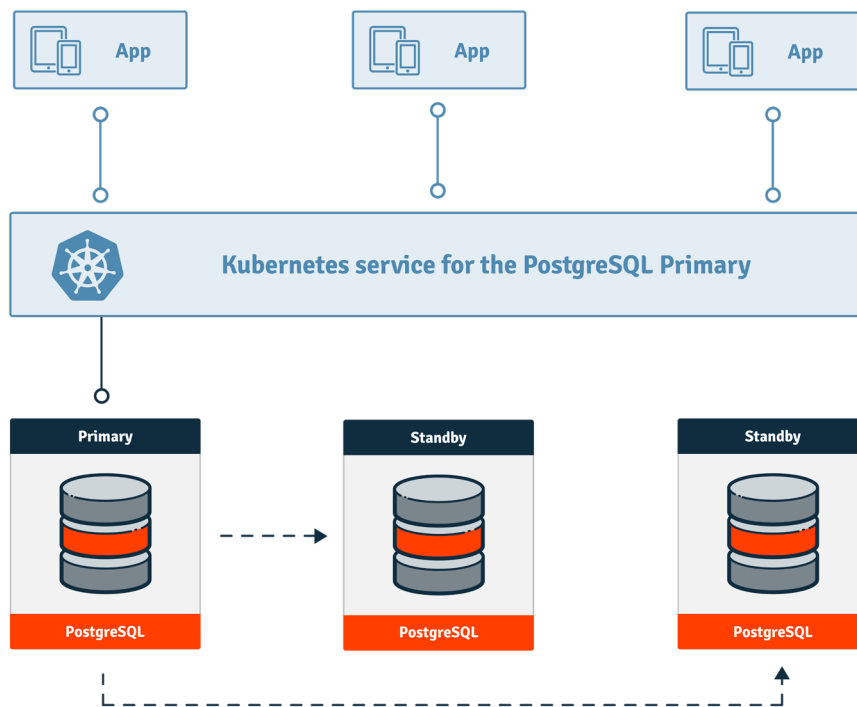 App
App
App
Kubernetes service for the PostgreSQL Primary
Primary
Standby
Standby
PostgreSQL
PostgreSQL
PostgreSQL